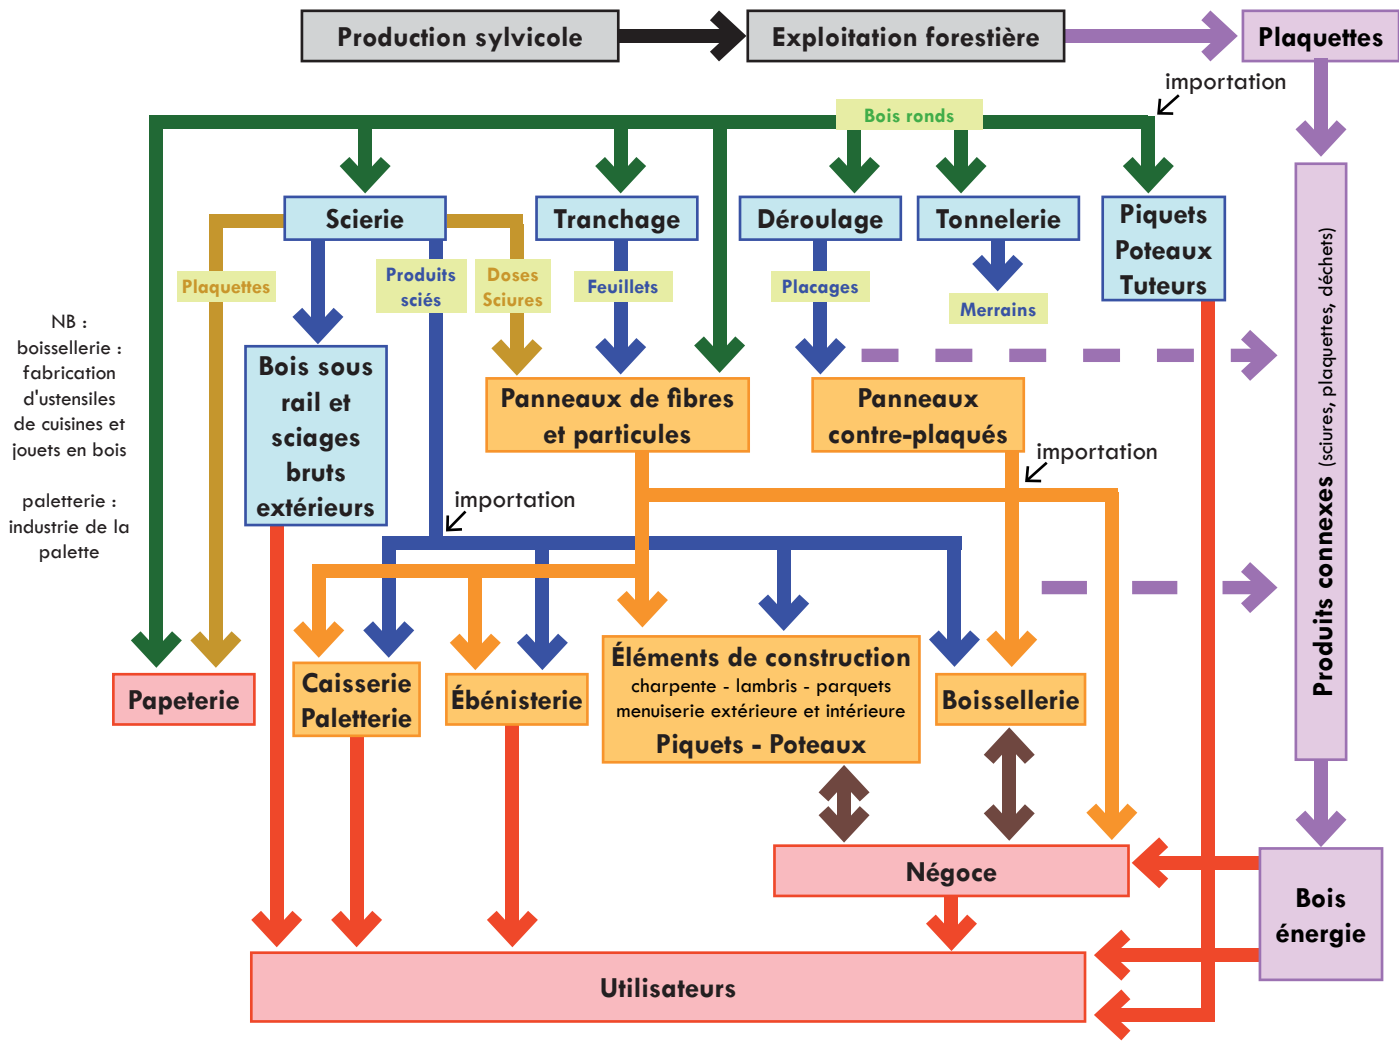 Production sylvicole
Exploitation forestière
Plaquettes
importation
Bois ronds
Scierie
Tranchage
Déroulage
Tonnelerie
Piquets
Poteaux
Tuteurs
Plaquettes
Produits
sciés
Doses
Sciures
Feuillets
Placages
Merrains
NB :
boissellerie :
fabrication
d'ustensiles
de cuisines et
jouets en bois
paletterie :
industrie de la
palette
Bois sous
rail et
sciages
bruts
extérieurs
Panneaux de fibres
et particules
Panneaux
contre-plaqués
importation
importation
Produits connexes (sciures, plaquettes, déchets)
Papeterie
Caisserie
Paletterie
Ébénisterie
Éléments de construction
charpente - lambris - parquets
menuiserie extérieure et intérieure
Piquets - Poteaux
Boissellerie
Négoce
Bois
énergie
Utilisateurs